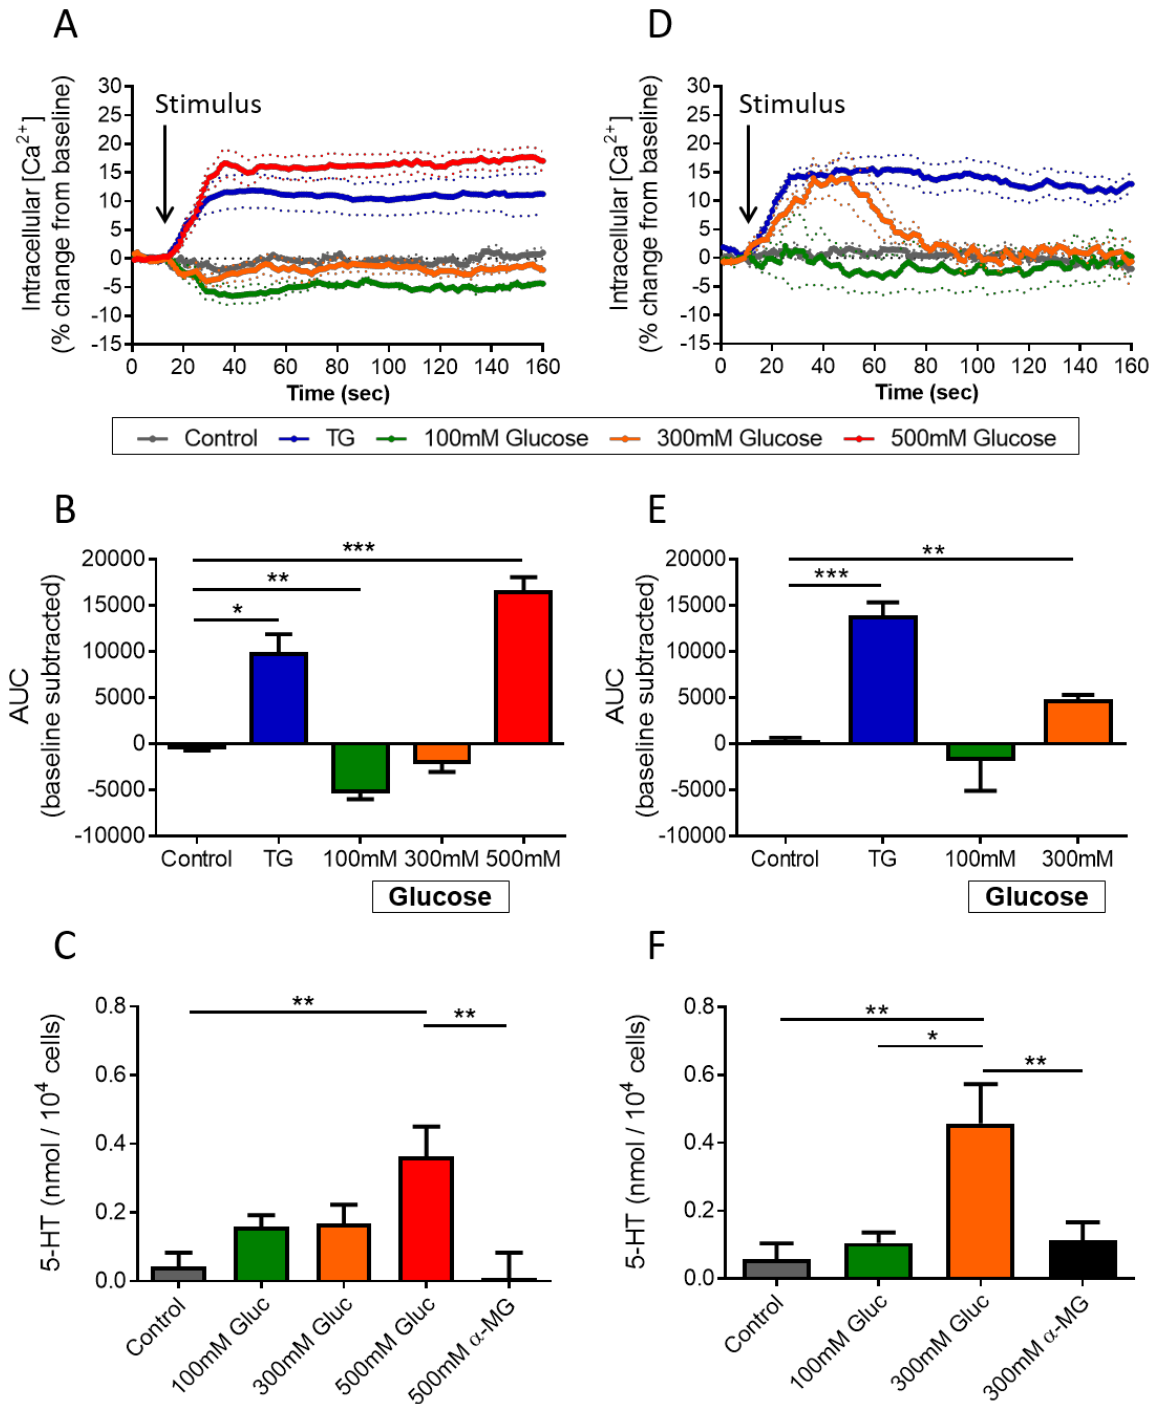 A
D
Intracellular [Ca2+]
(% change from baseline)
30
25
20
15
10
5
0
-5
-10
-15
Stimulus
0 20 40 60 80 100 120 140 160
Time (sec)
Intracellular [Ca2+]
(% change from baseline)
30
25
20
15
10
5
0
-5
-10
-15
Stimulus
0 20 40 60 80 100 120 140 160
Time (sec)
Control TG 100mM Glucose 300mM Glucose 500mM Glucose
B
E
AUC
(baseline subtracted)
20000
15000
10000
5000
0
-5000
-10000
***
**
*
Control TG 100mM 300mM 500mM
Glucose
AUC
(baseline subtracted)
20000
15000
10000
5000
0
-5000
-10000
**
***
Control TG 100mM 300mM
Glucose
C
F
5-HT (nmol / 10^4 cells)
0.8
0.6
0.4
0.2
0.0
**
**
Control
100mM Gluc
300mM Gluc
500mM Gluc
500mM α-MG
5-HT (nmol / 10^4 cells)
0.8
0.6
0.4
0.2
0.0
**
*
**
Control
100mM Gluc
300mM Gluc
300mM α-MG